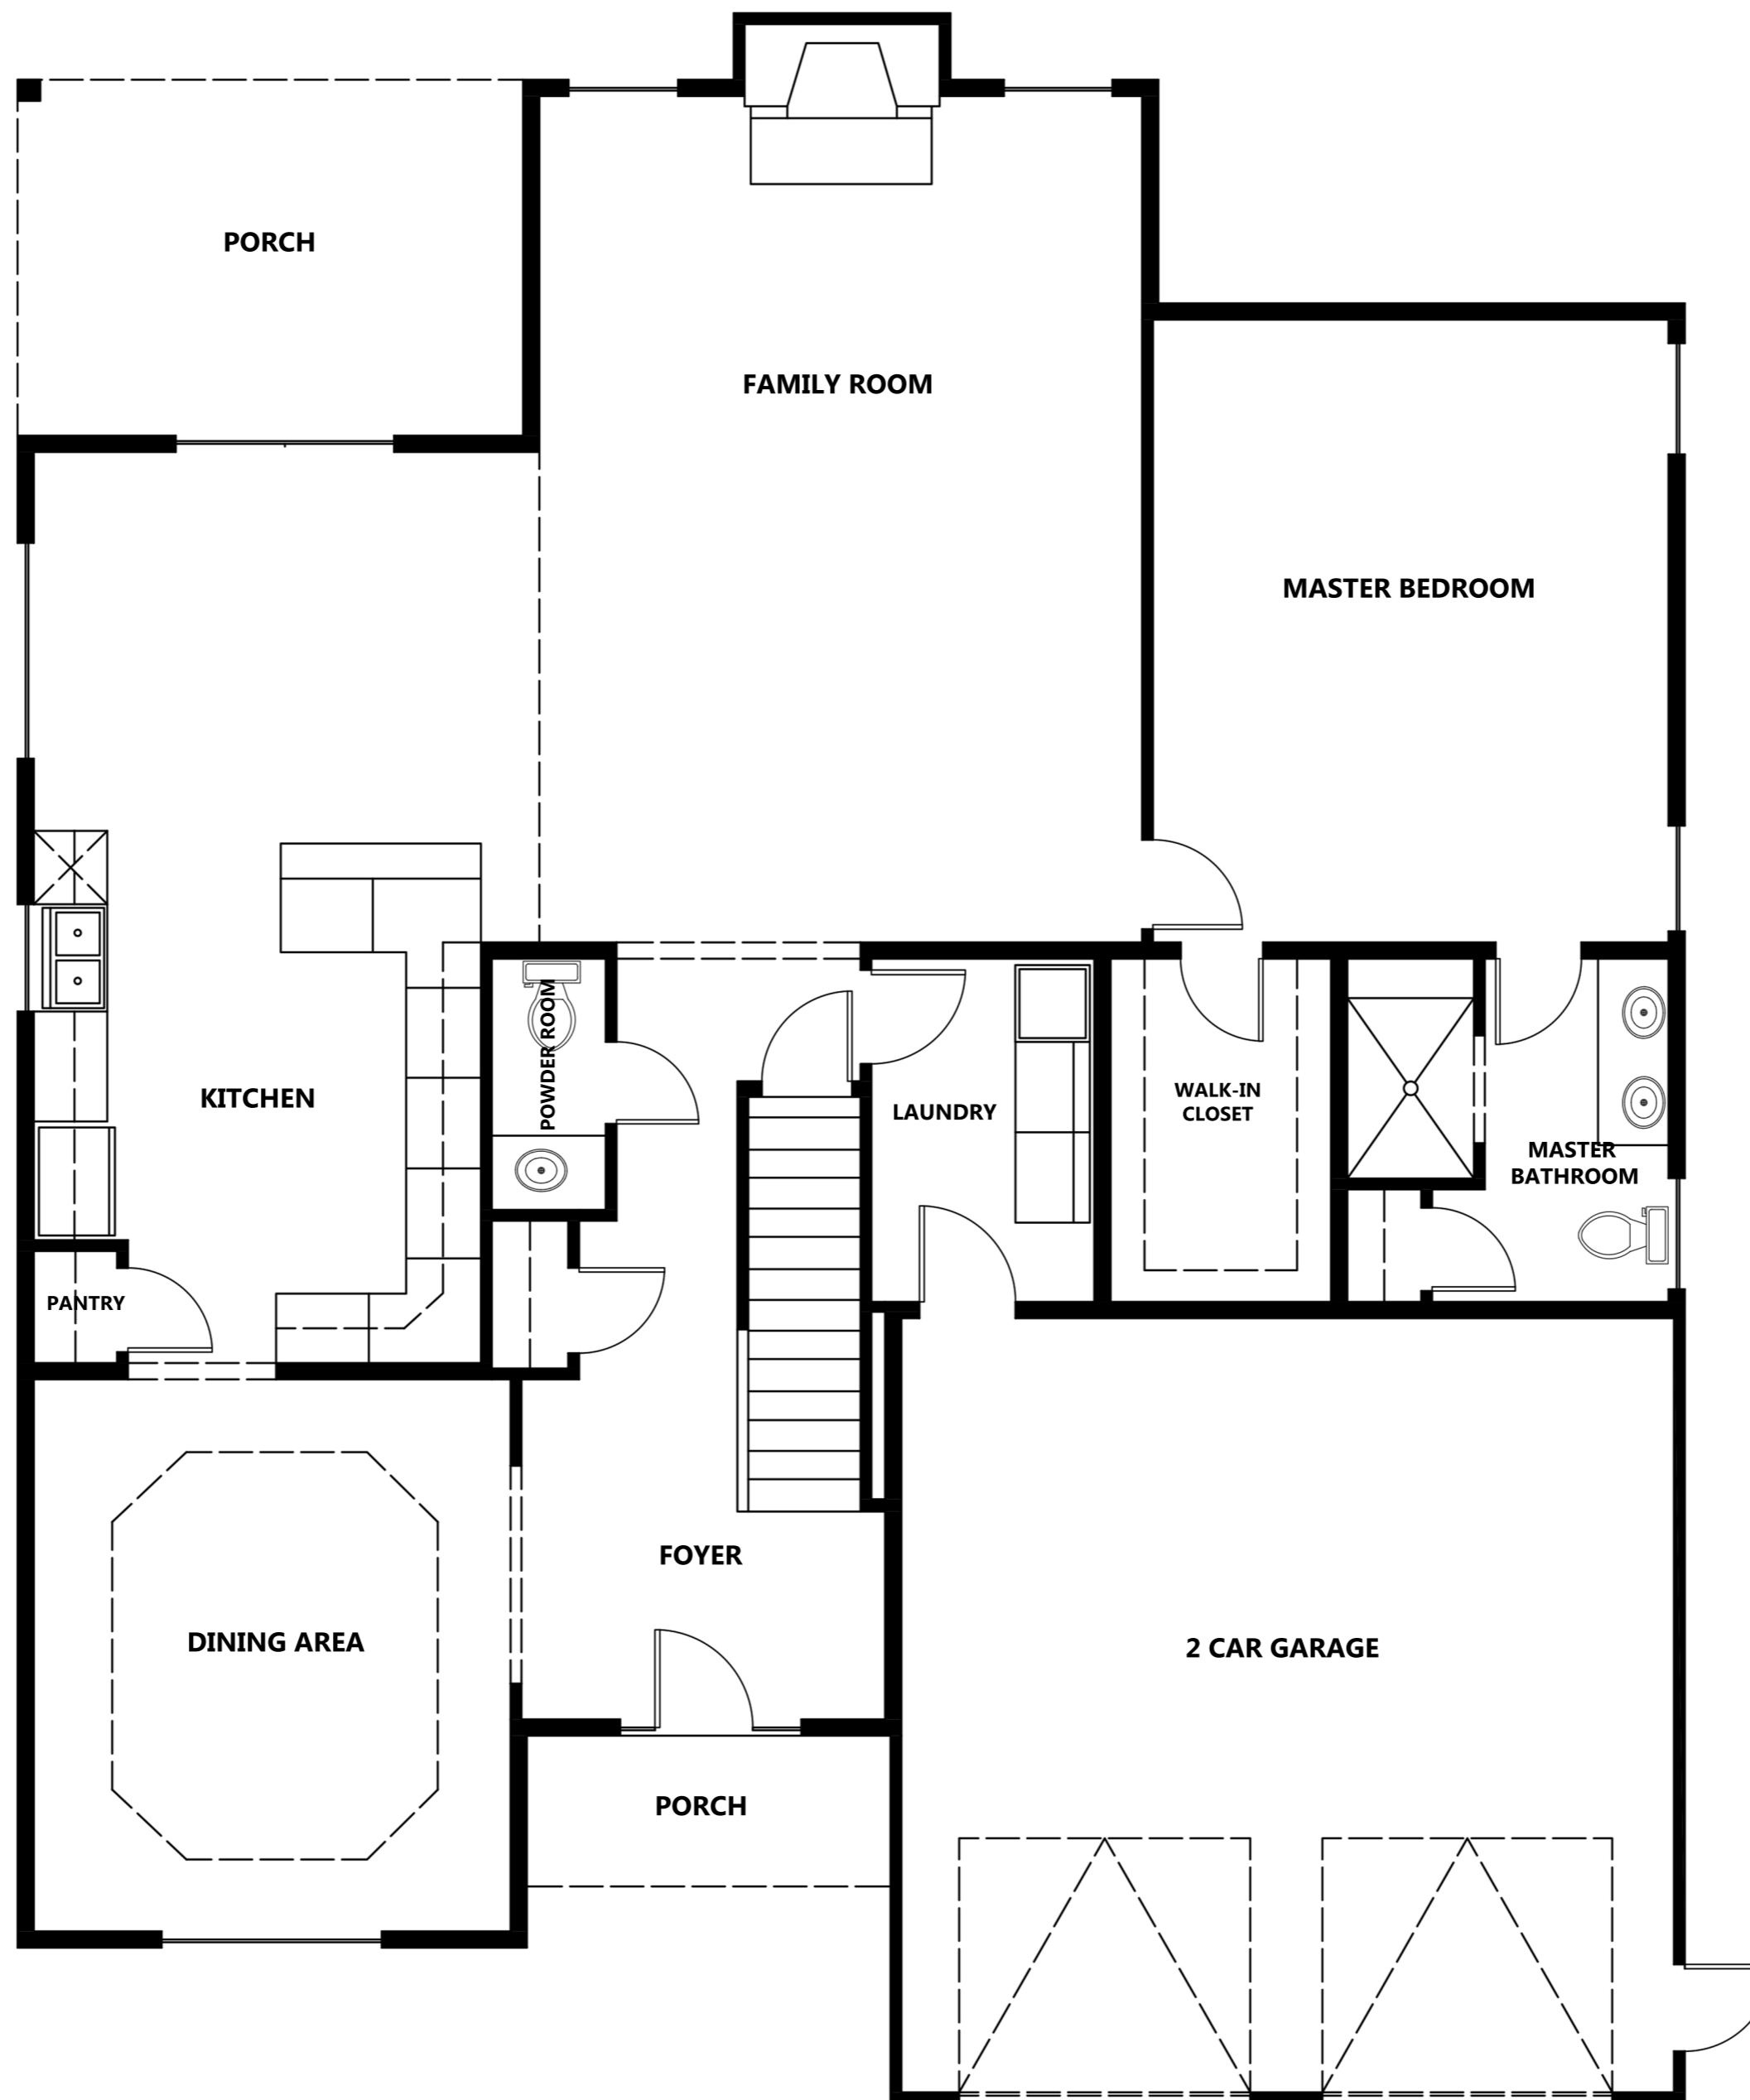 PORCH
FAMILY ROOM
MASTER BEDROOM
KITCHEN
POWDER ROOM
LAUNDRY
WALK-IN
CLOSET
MASTER
BATHROOM
PANTRY
FOYER
DINING AREA
2 CAR GARAGE
PORCH